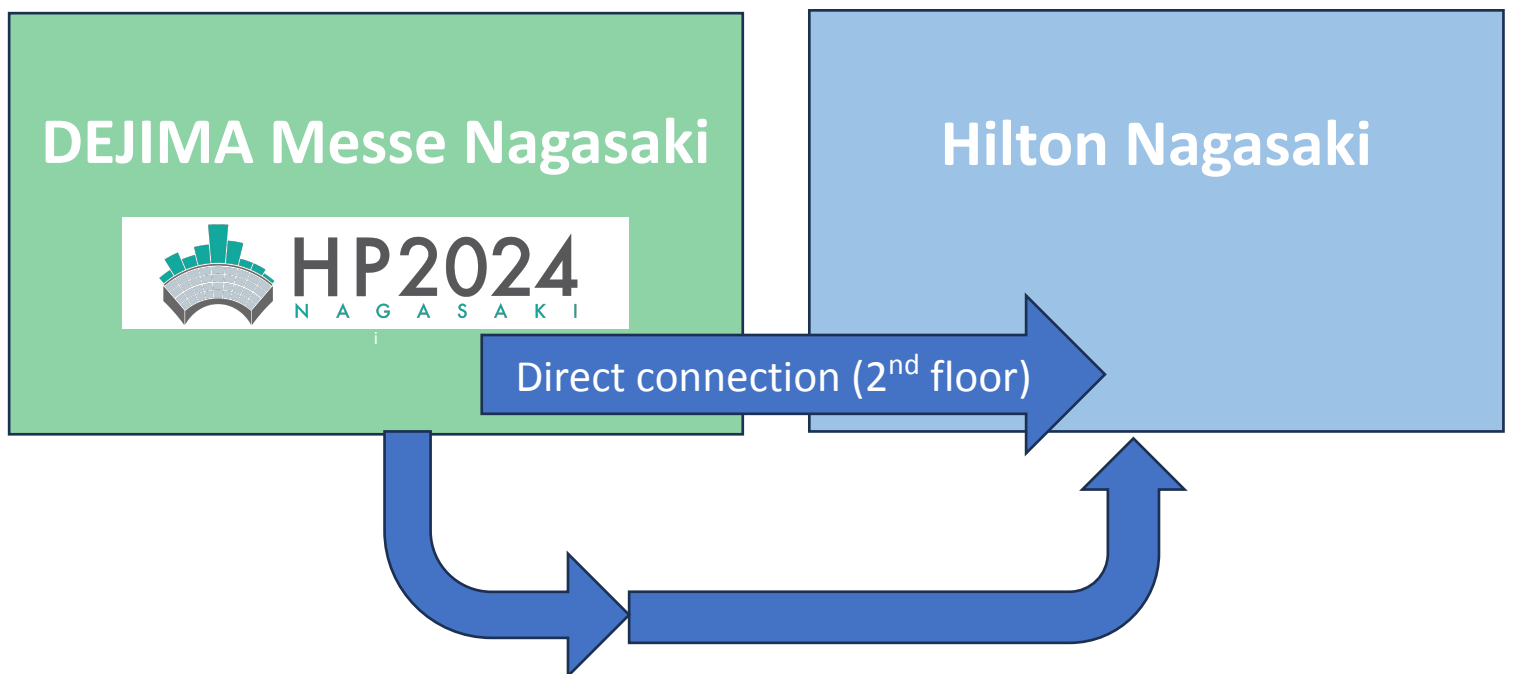 DEJIMA Messe Nagasaki
Hilton Nagasaki
HP2024
NAGASAKI
i
Direct connection (2nd floor)